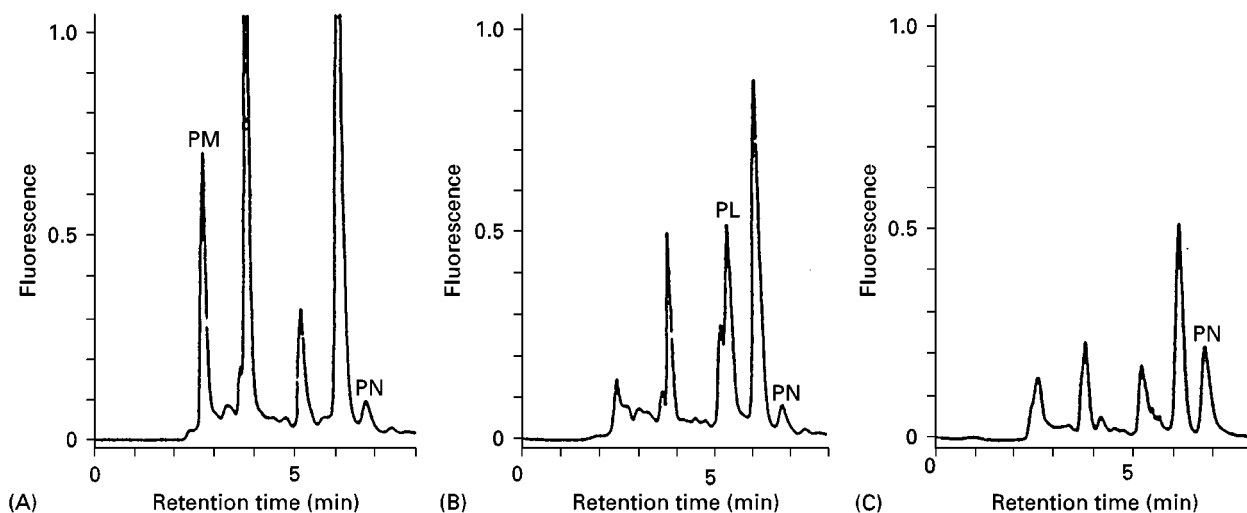 1.0
PM
Fluorescence
0.5
PN
0
0
5
(A)
Retention time (min)
1.0
Fluorescence
PL
0.5
PN
0
0
5
(B)
Retention time (min)
1.0
Fluorescence
0.5
PN
0
0
5
(C)
Retention time (min)